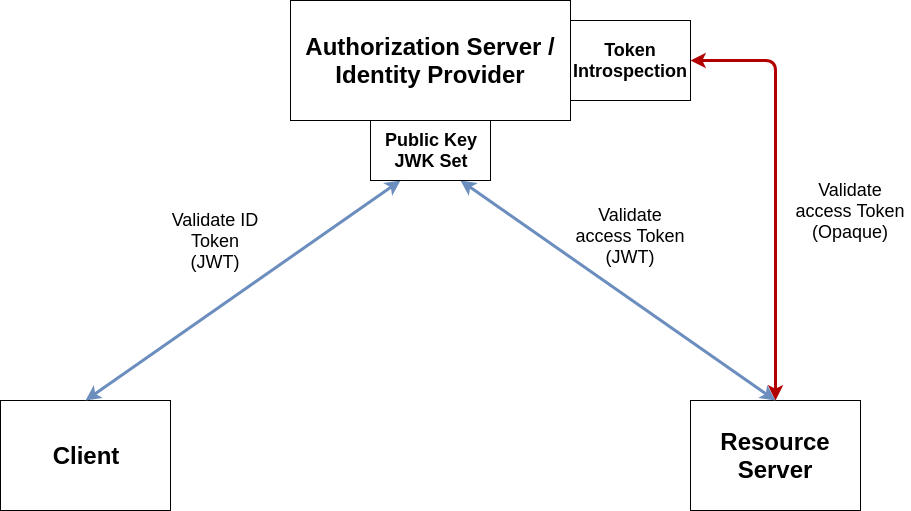 Authorization Server /
Identity Provider
Token
Introspection
Public Key
JWK Set
Validate ID
Token
(JWT)
Validate
access Token
(JWT)
Validate
access Token
(Opaque)
Client
Resource
Server